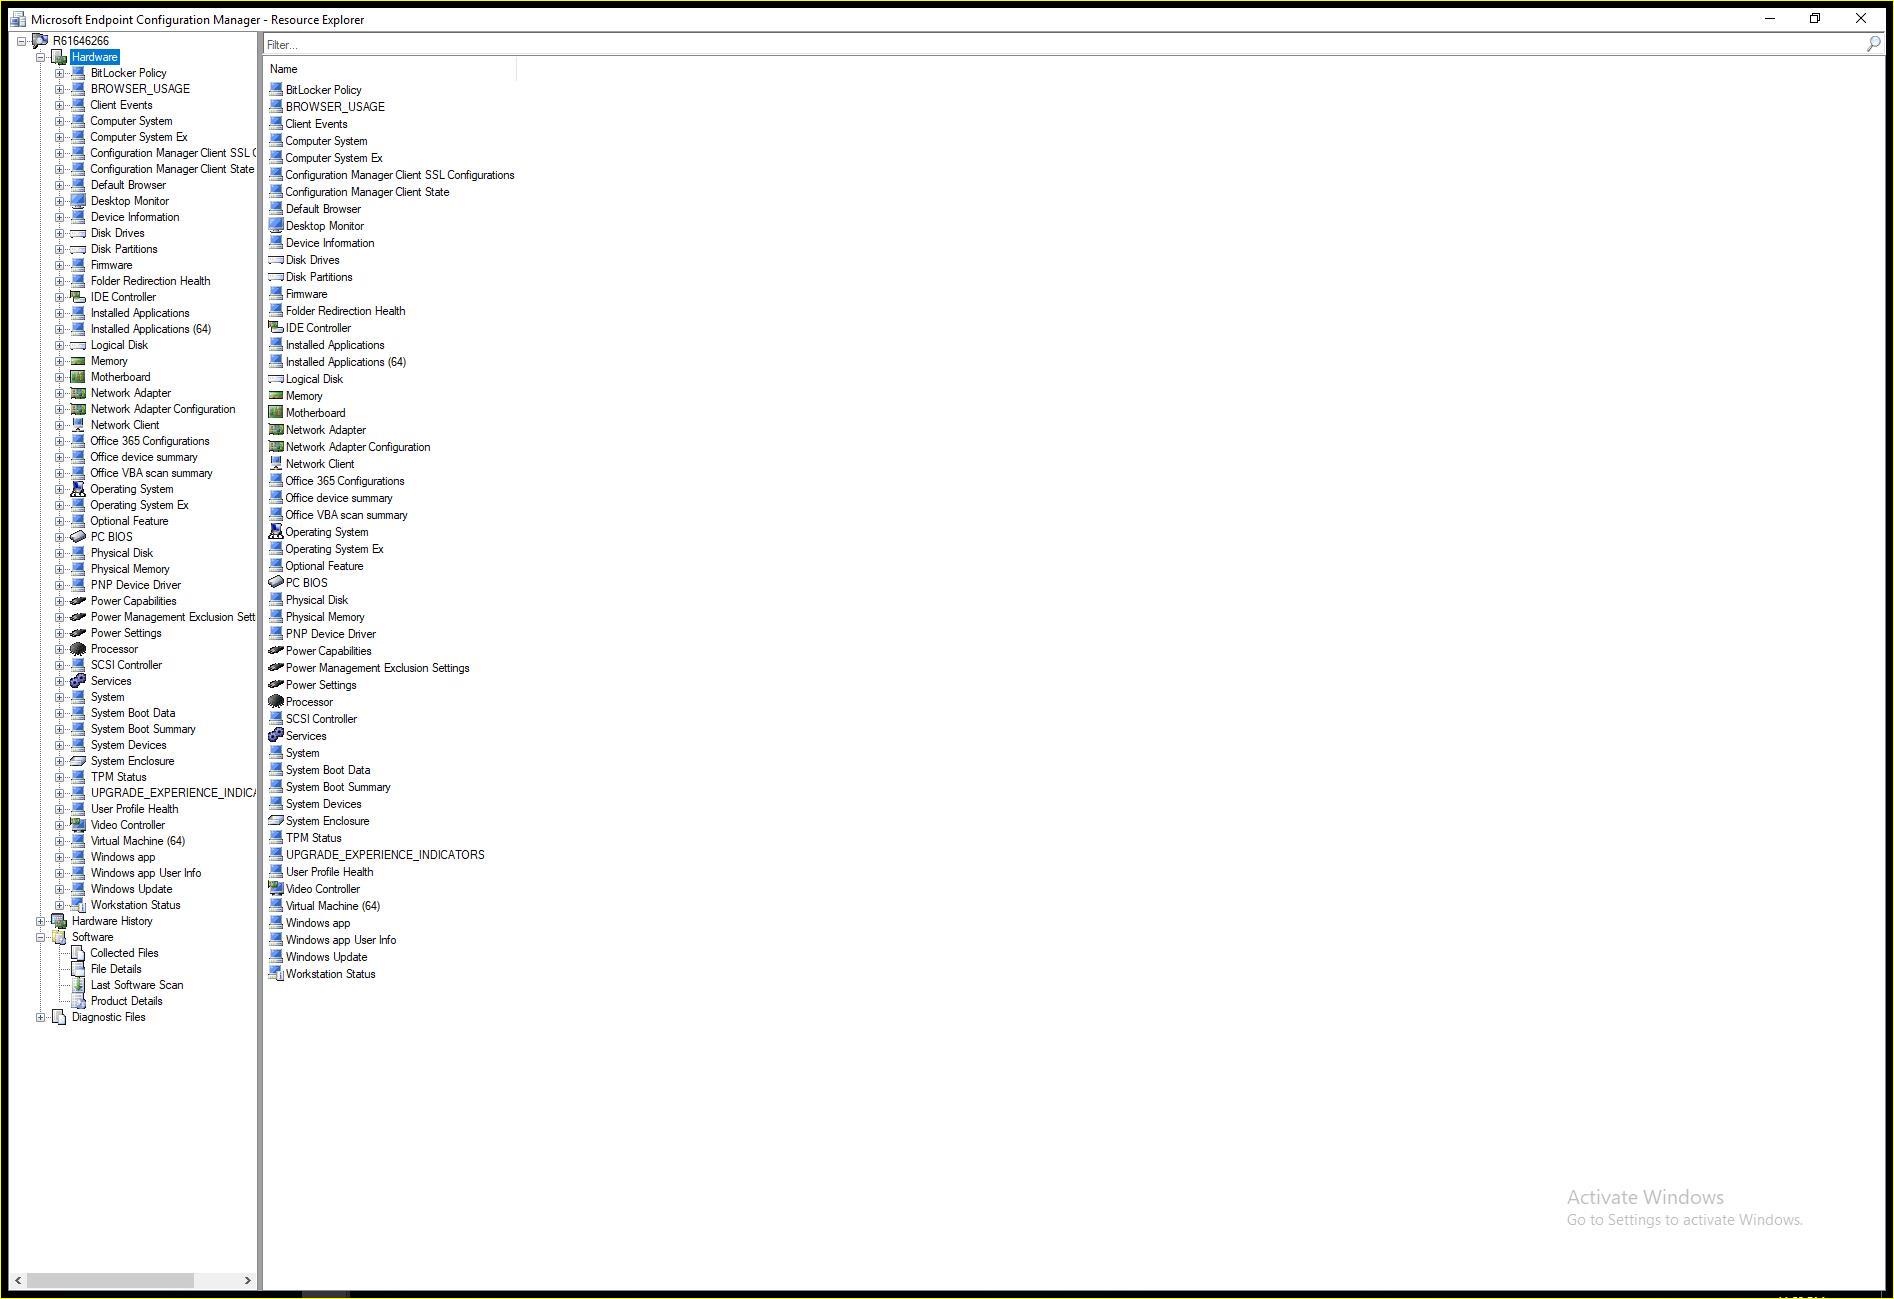 Microsoft Endpoint Configuration Manager - Resource Explorer
R61646266
Hardware
BitLocker Policy
BROWSER_USAGE
Client Events
Computer System
Computer System Ex
Configuration Manager Client SSL C
Configuration Manager Client State
Default Browser
Desktop Monitor
Device Information
Disk Drives
Disk Partitions
Firmware
Folder Redirection Health
IDE Controller
Installed Applications
Installed Applications (64)
Logical Disk
Memory
Motherboard
Network Adapter
Network Adapter Configuration
Network Client
Office 365 Configurations
Office device summary
Office VBA scan summary
Operating System
Operating System Ex
Optional Feature
PC BIOS
Physical Disk
Physical Memory
PNP Device Driver
Power Capabilities
Power Management Exclusion Sett
Power Settings
Processor
SCSI Controller
Services
System
System Boot Data
System Boot Summary
System Devices
System Enclosure
TPM Status
UPGRADE_EXPERIENCE_INDICA
User Profile Health
Video Controller
Virtual Machine (64)
Windows app
Windows app User Info
Windows Update
Workstation Status
Hardware History
Software
Collected Files
File Details
Last Software Scan
Product Details
Diagnostic Files
Filter...
Name
BitLocker Policy
BROWSER_USAGE
Client Events
Computer System
Computer System Ex
Configuration Manager Client SSL Configurations
Configuration Manager Client State
Default Browser
Desktop Monitor
Device Information
Disk Drives
Disk Partitions
Firmware
Folder Redirection Health
IDE Controller
Installed Applications
Installed Applications (64)
Logical Disk
Memory
Motherboard
Network Adapter
Network Adapter Configuration
Network Client
Office 365 Configurations
Office device summary
Office VBA scan summary
Operating System
Operating System Ex
Optional Feature
PC BIOS
Physical Disk
Physical Memory
PNP Device Driver
Power Capabilities
Power Management Exclusion Settings
Power Settings
Processor
SCSI Controller
Services
System
System Boot Data
System Boot Summary
System Devices
System Enclosure
TPM Status
UPGRADE_EXPERIENCE_INDICATORS
User Profile Health
Video Controller
Virtual Machine (64)
Windows app
Windows app User Info
Windows Update
Workstation Status
Activate Windows
Go to Settings to activate Windows.